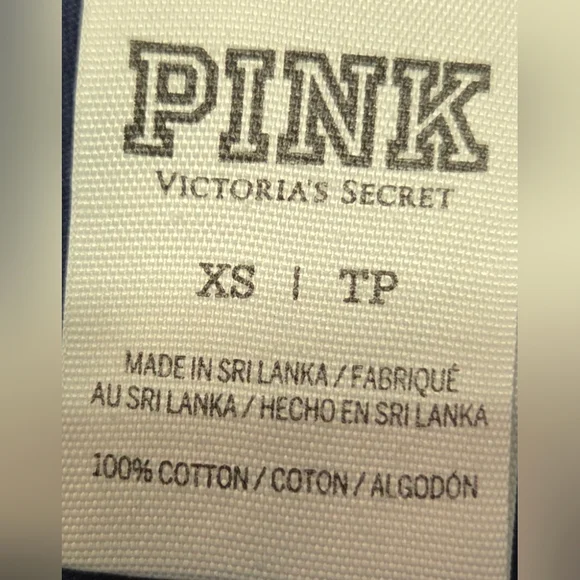 PINK
VICTORIA'S SECRET
XS | TP
MADE IN SRI LANKA / FABRIQUÉ
AU SRI LANKA / HECHO EN SRI LANKA
100% COTTON / COTON / ALGODÓN